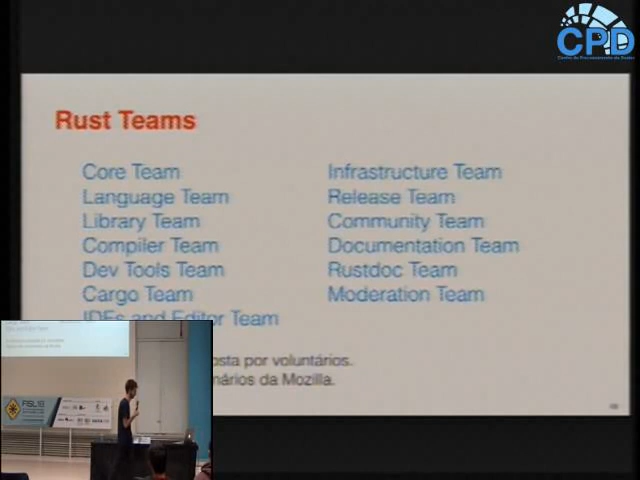 CPD
Rust Teams
Core Team
Language Team
Library Team
Compiler Team
Dev Tools Team
Cargo Team
IDEs and Editor Team
Infrastructure Team
Release Team
Community Team
Documentation Team
Rustdoc Team
Moderation Team
osta por voluntários.
nários da Mozilla.
FISL18